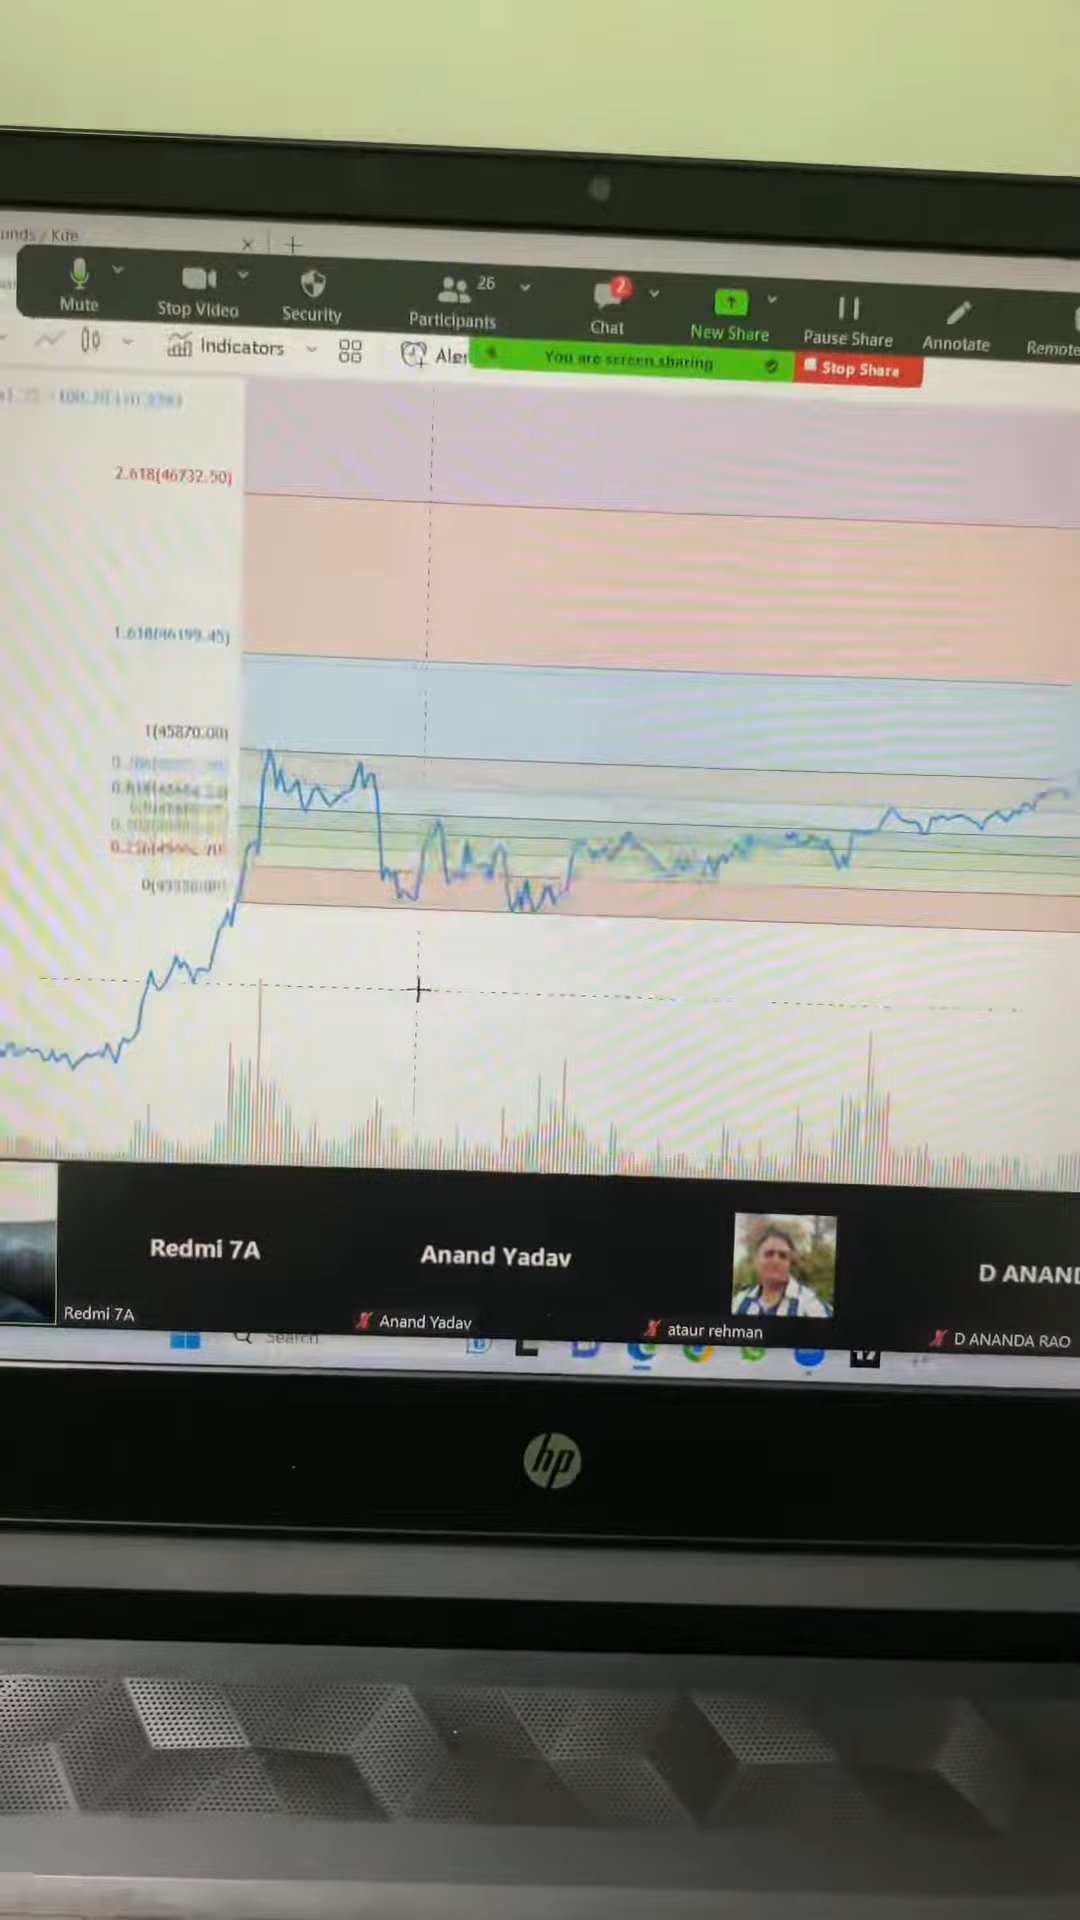 Mute
Stop Video
Security
26
Participants
2
Chat
New Share
Pause Share
Annotate
Remote
Indicators
You are screen sharing
Stop Share
2.618(46732.50)
1.618(46199.45)
1(45870.00)
Redmi 7A
Anand Yadav
D ANAND
Redmi 7A
Anand Yadav
ataur rehman
D ANANDA RAO
Search
hp